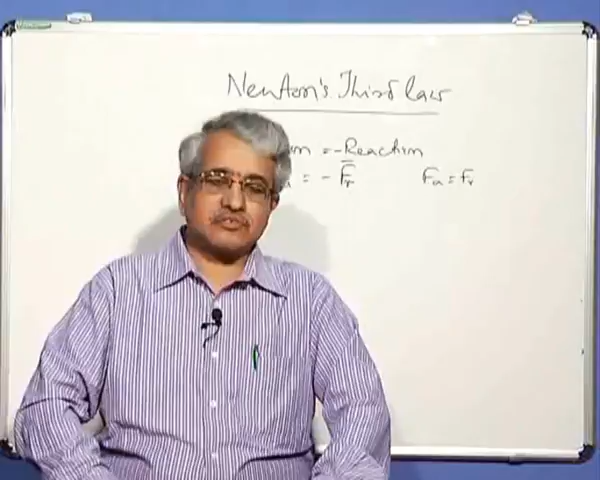 Newton's Third law
= -Reaction
= - F̄r Fa = Fr